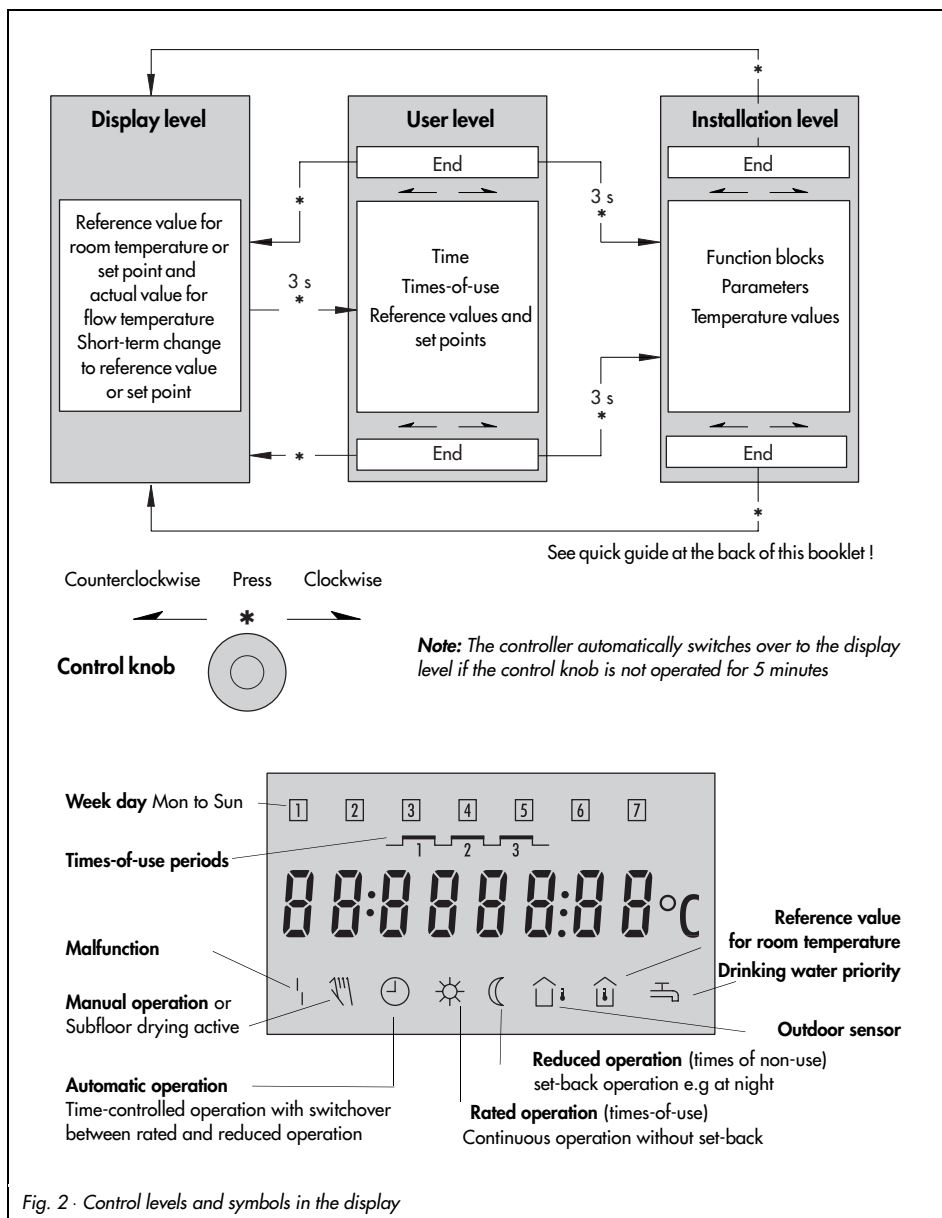 Display level
User level
Installation level
*
End
End
*
3 s
*
Reference value for
room temperature or
set point and
actual value for
flow temperature
Short-term change
to reference value
or set point
3 s
*
Time
Times-of-use
Reference values and
set points
Function blocks
Parameters
Temperature values
3 s
*
*
End
End
*
See quick guide at the back of this booklet !
Counterclockwise Press Clockwise
*
Control knob
Note: The controller automatically switches over to the display
level if the control knob is not operated for 5 minutes
Week day Mon to Sun
1 2 3 4 5 6 7
Times-of-use periods
1 2 3
88:88 88:88 °C
Reference value
for room temperature
Malfunction
Drinking water priority
Manual operation or
Subfloor drying active
Outdoor sensor
Reduced operation (times of non-use)
set-back operation e.g at night
Automatic operation
Time-controlled operation with switchover
between rated and reduced operation
Rated operation (times-of-use)
Continuous operation without set-back
Fig. 2 · Control levels and symbols in the display